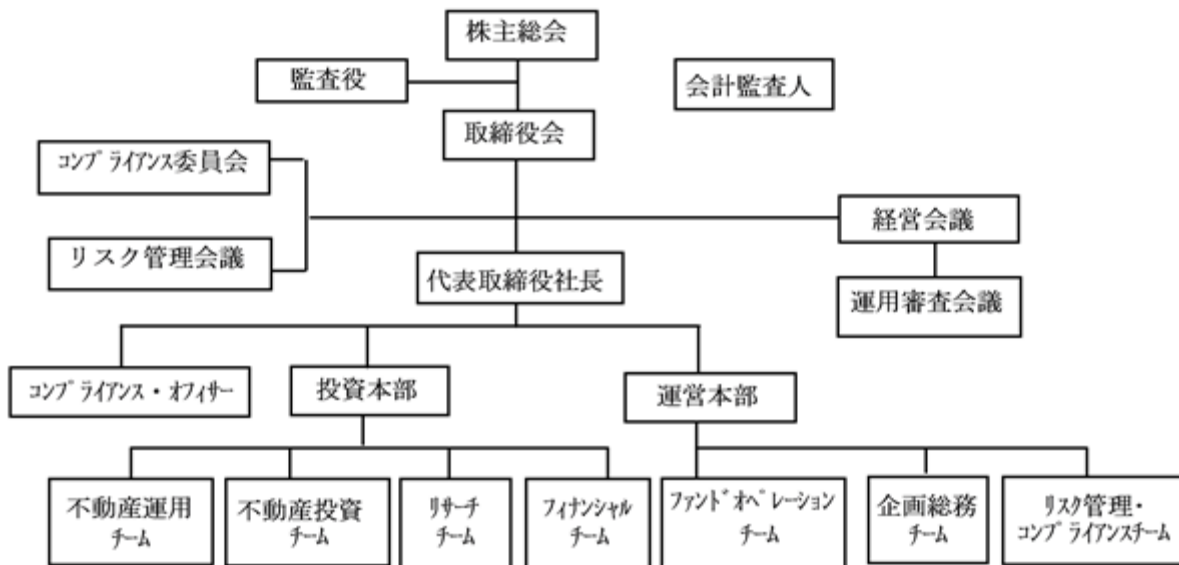 株主総会
監査役
会計監査人
取締役会
ｺﾝﾌﾟﾗｲｱﾝｽ委員会
経営会議
リスク管理会議
代表取締役社長
運用審査会議
ｺﾝﾌﾟﾗｲｱﾝｽ・ｵﾌｨｻｰ
投資本部
運営本部
不動産運用
ﾁｰﾑ
不動産投資
ﾁｰﾑ
ﾘｻｰﾁ
ﾁｰﾑ
ﾌｨﾅﾝｼｬﾙ
ﾁｰﾑ
ﾌｧﾝﾄﾞｵﾍﾟﾚｰｼｮﾝ
ﾁｰﾑ
企画総務
ﾁｰﾑ
ﾘｽｸ管理・
ｺﾝﾌﾟﾗｲｱﾝｽﾁｰﾑ